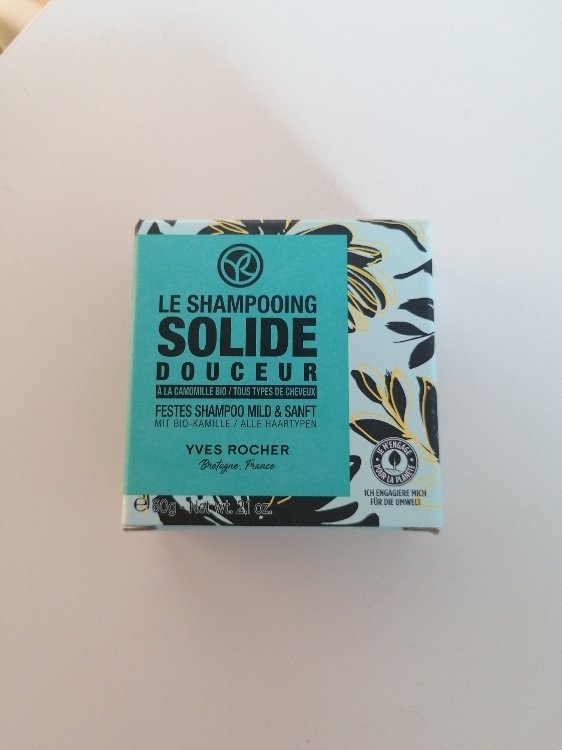 LE SHAMPOOING
SOLIDE
DOUCEUR
À LA CAMOMILLE BIO / TOUS TYPES DE CHEVEUX
FESTES SHAMPOO MILD & SANFT
MIT BIO-KAMILLE / ALLE HAARTYPEN
YVES ROCHER
Bretagne, France
℮ 60g - Net wt. 2.1 oz.
JE M'ENGAGE
POUR LA PLANÈTE
ICH ENGAGIERE MICH
FÜR DIE UMWELT